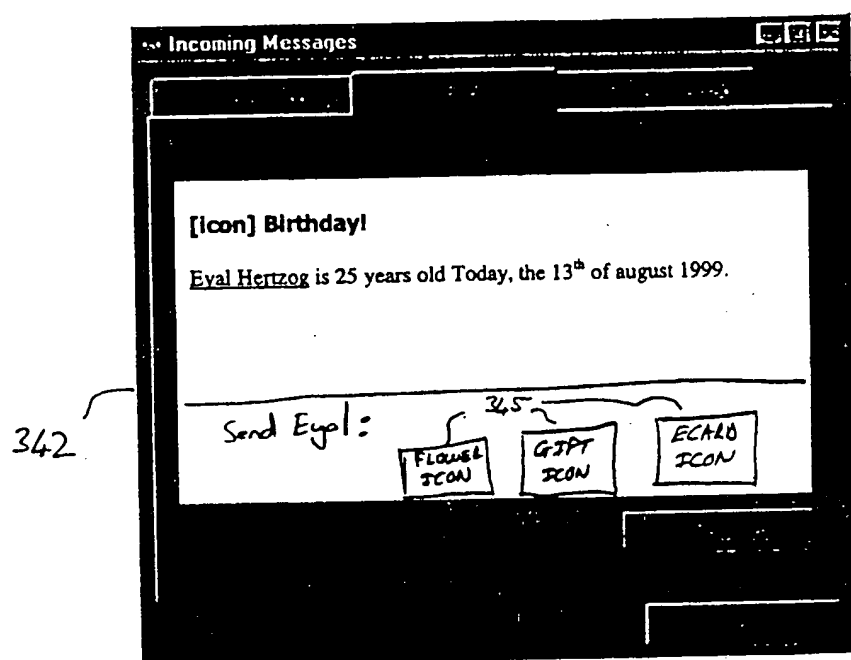 Incoming Messages
[icon] Birthday!
Eyal Hertzog is 25 years old Today, the 13th of august 1999.
342
345
Send Eyal:
FLOWER
ICON
GIFT
ICON
ECARD
ICON